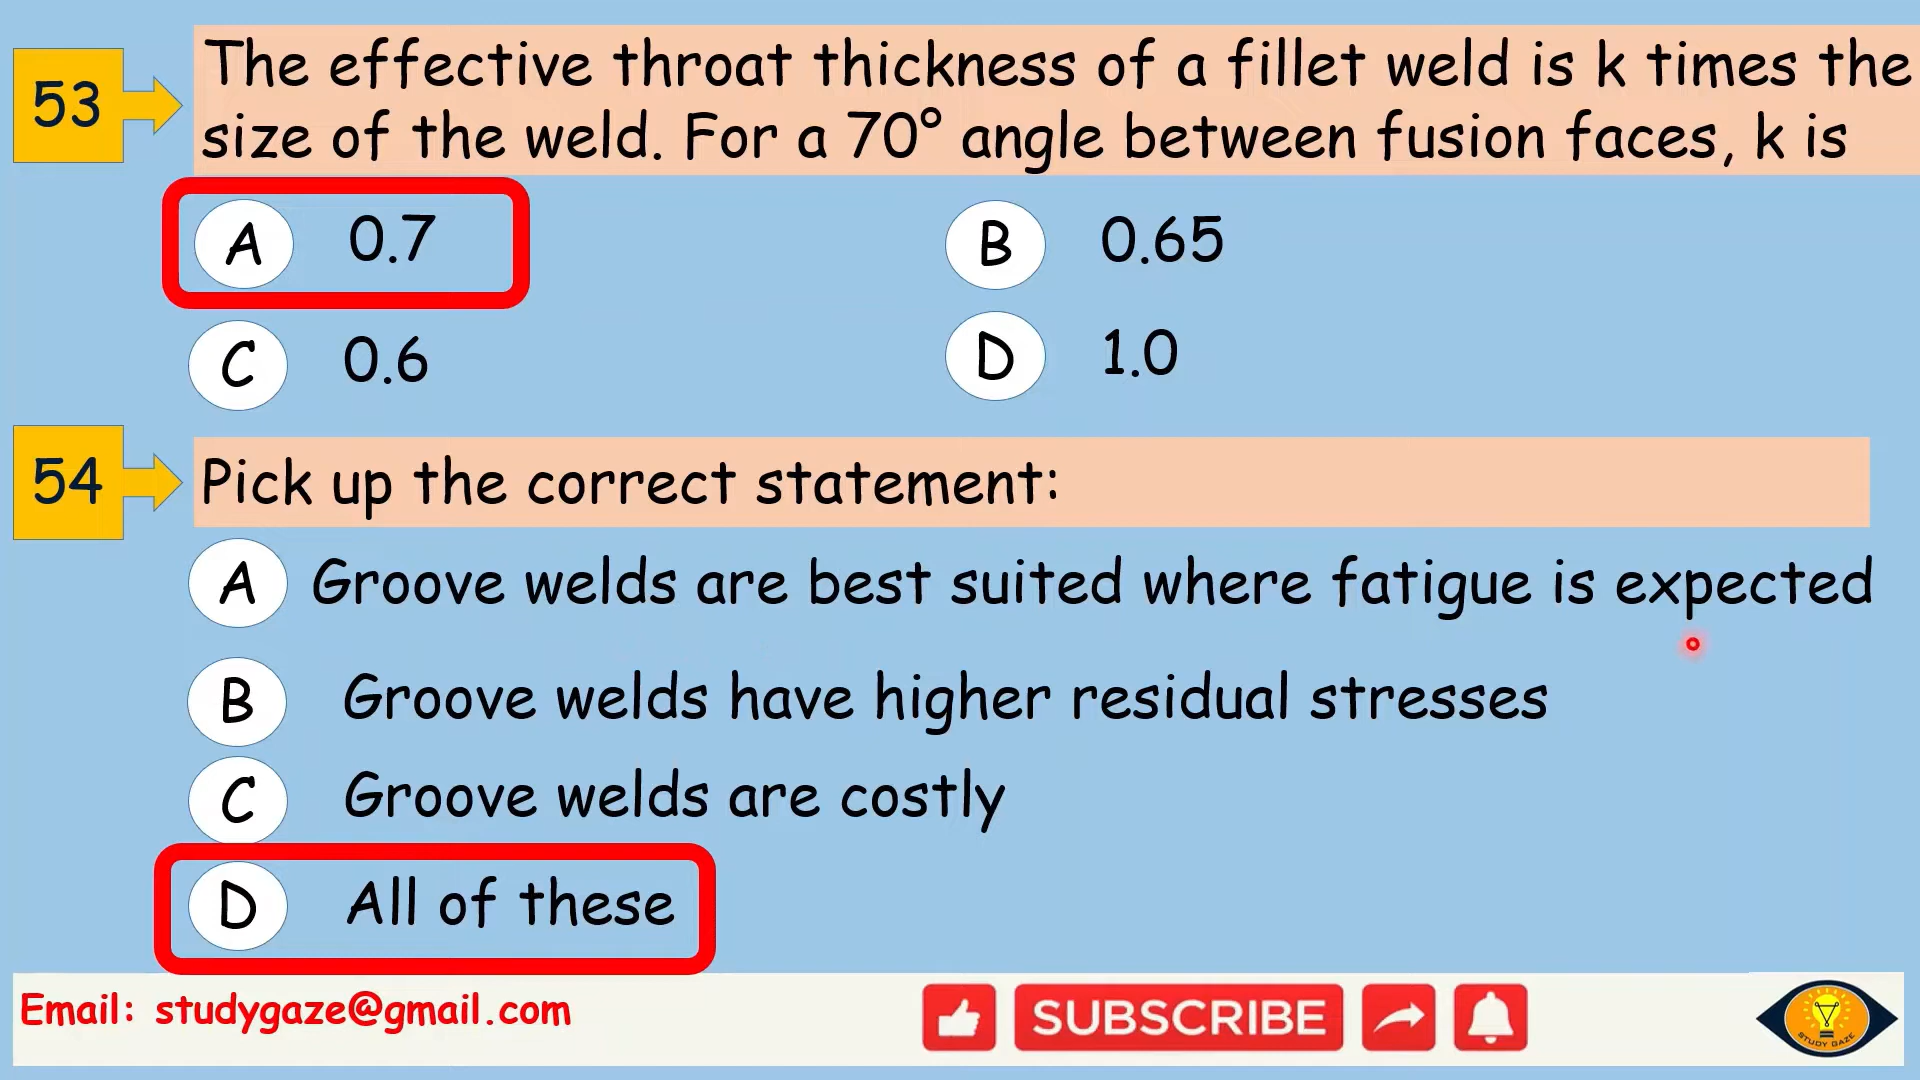 53
The effective throat thickness of a fillet weld is k times the
size of the weld. For a 70° angle between fusion faces, k is
A 0.7
B 0.65
C 0.6
D 1.0
54
Pick up the correct statement:
A Groove welds are best suited where fatigue is expected
B Groove welds have higher residual stresses
C Groove welds are costly
D All of these
Email: studygaze@gmail.com
SUBSCRIBE
STUDY GAZE